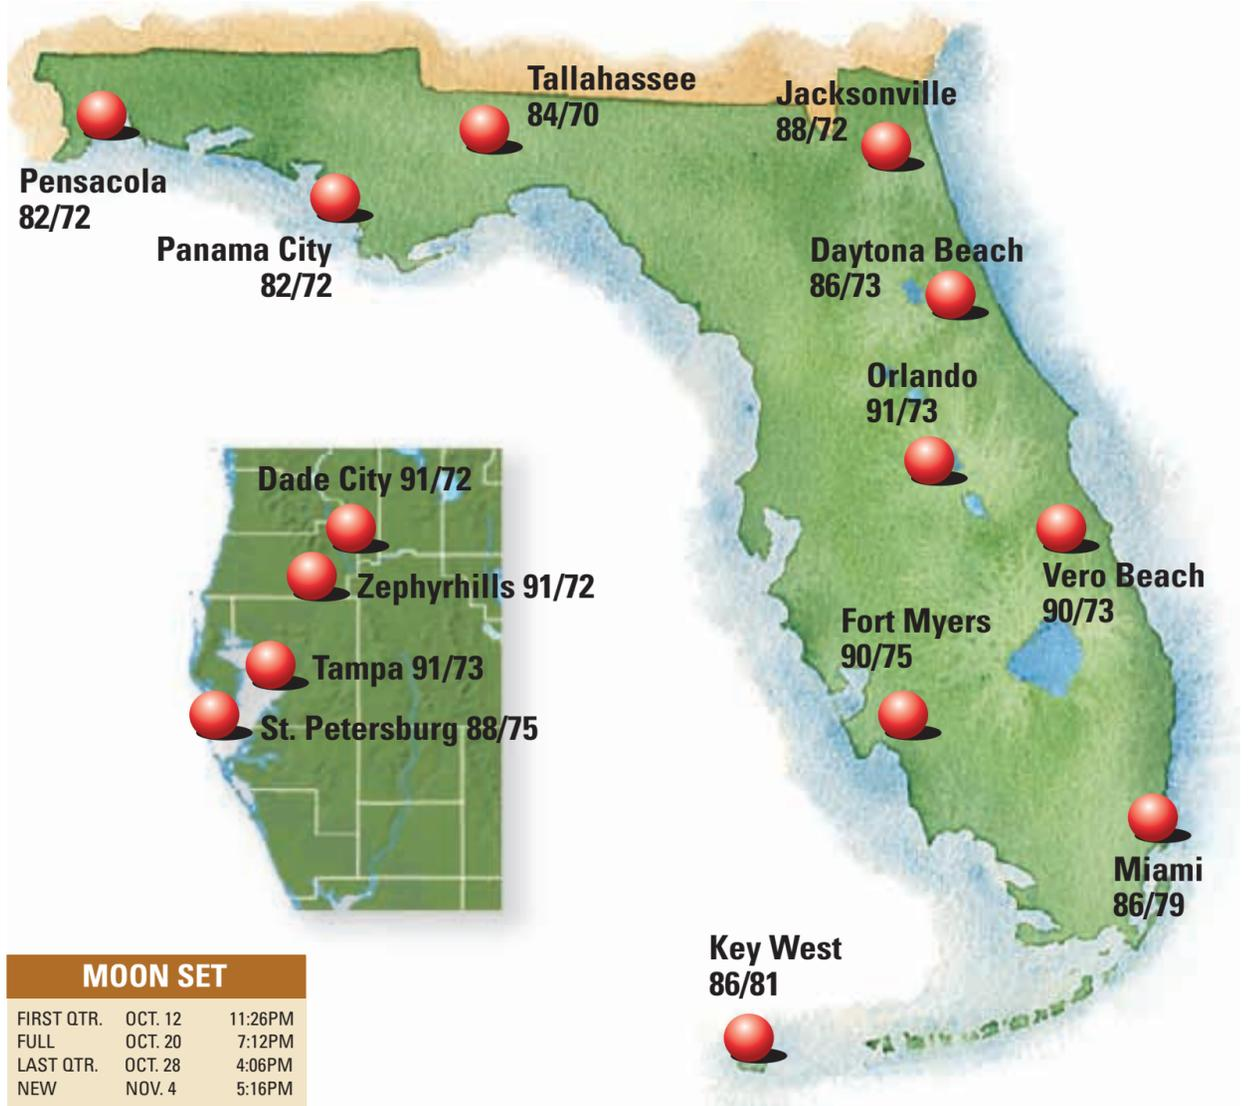 Tallahassee
84/70
Jacksonville
88/72
Pensacola
82/72
Panama City
82/72
Daytona Beach
86/73
Orlando
91/73
Dade City 91/72
Zephyrhills 91/72
Vero Beach
90/73
Fort Myers
90/75
Tampa 91/73
St. Petersburg 88/75
Miami
86/79
Key West
86/81
MOON SET
FIRST QTR. OCT. 12 11:26PM
FULL OCT. 20 7:12PM
LAST QTR. OCT. 28 4:06PM
NEW NOV. 4 5:16PM